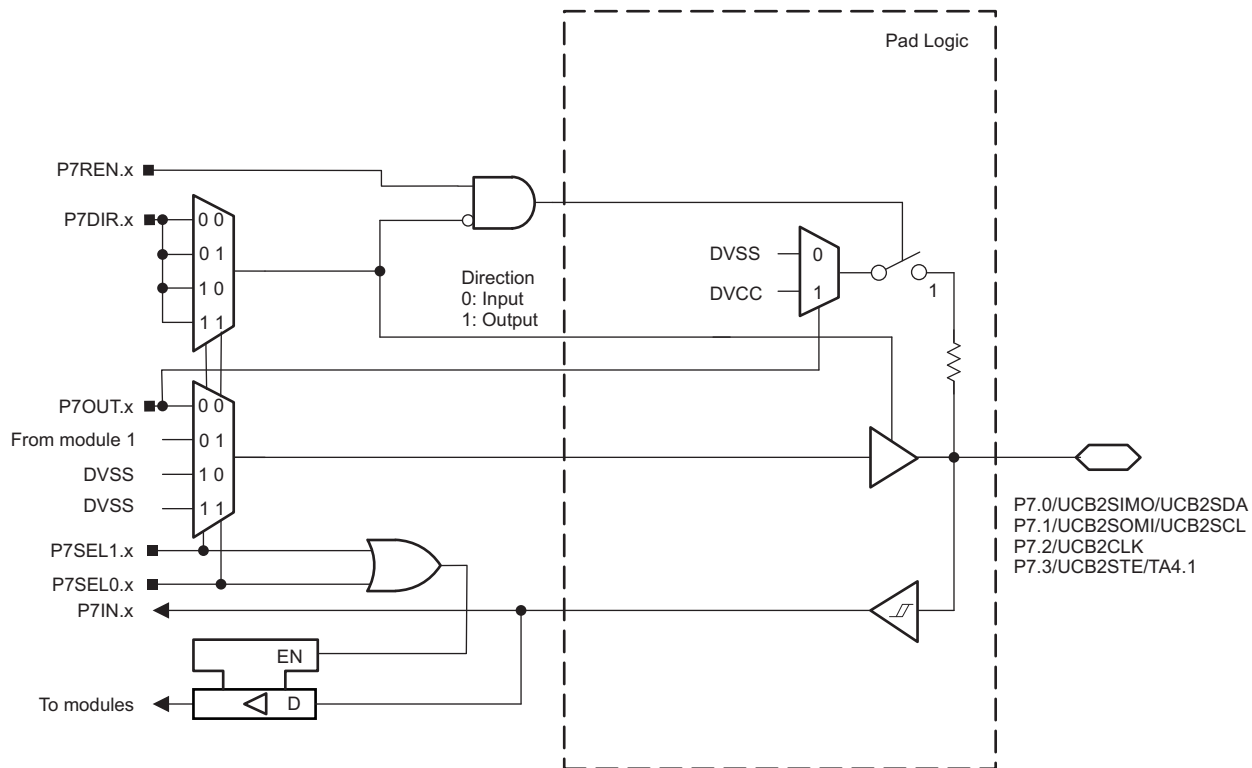 Pad Logic
P7REN.x
P7DIR.x
0 0
0 1
1 0
1 1
Direction
0: Input
1: Output
DVSS
0
DVCC
1
1
P7OUT.x
0 0
From module 1
0 1
DVSS
1 0
DVSS
1 1
P7SEL1.x
P7SEL0.x
P7IN.x
EN
To modules
D
P7.0/UCB2SIMO/UCB2SDA
P7.1/UCB2SOMI/UCB2SCL
P7.2/UCB2CLK
P7.3/UCB2STE/TA4.1